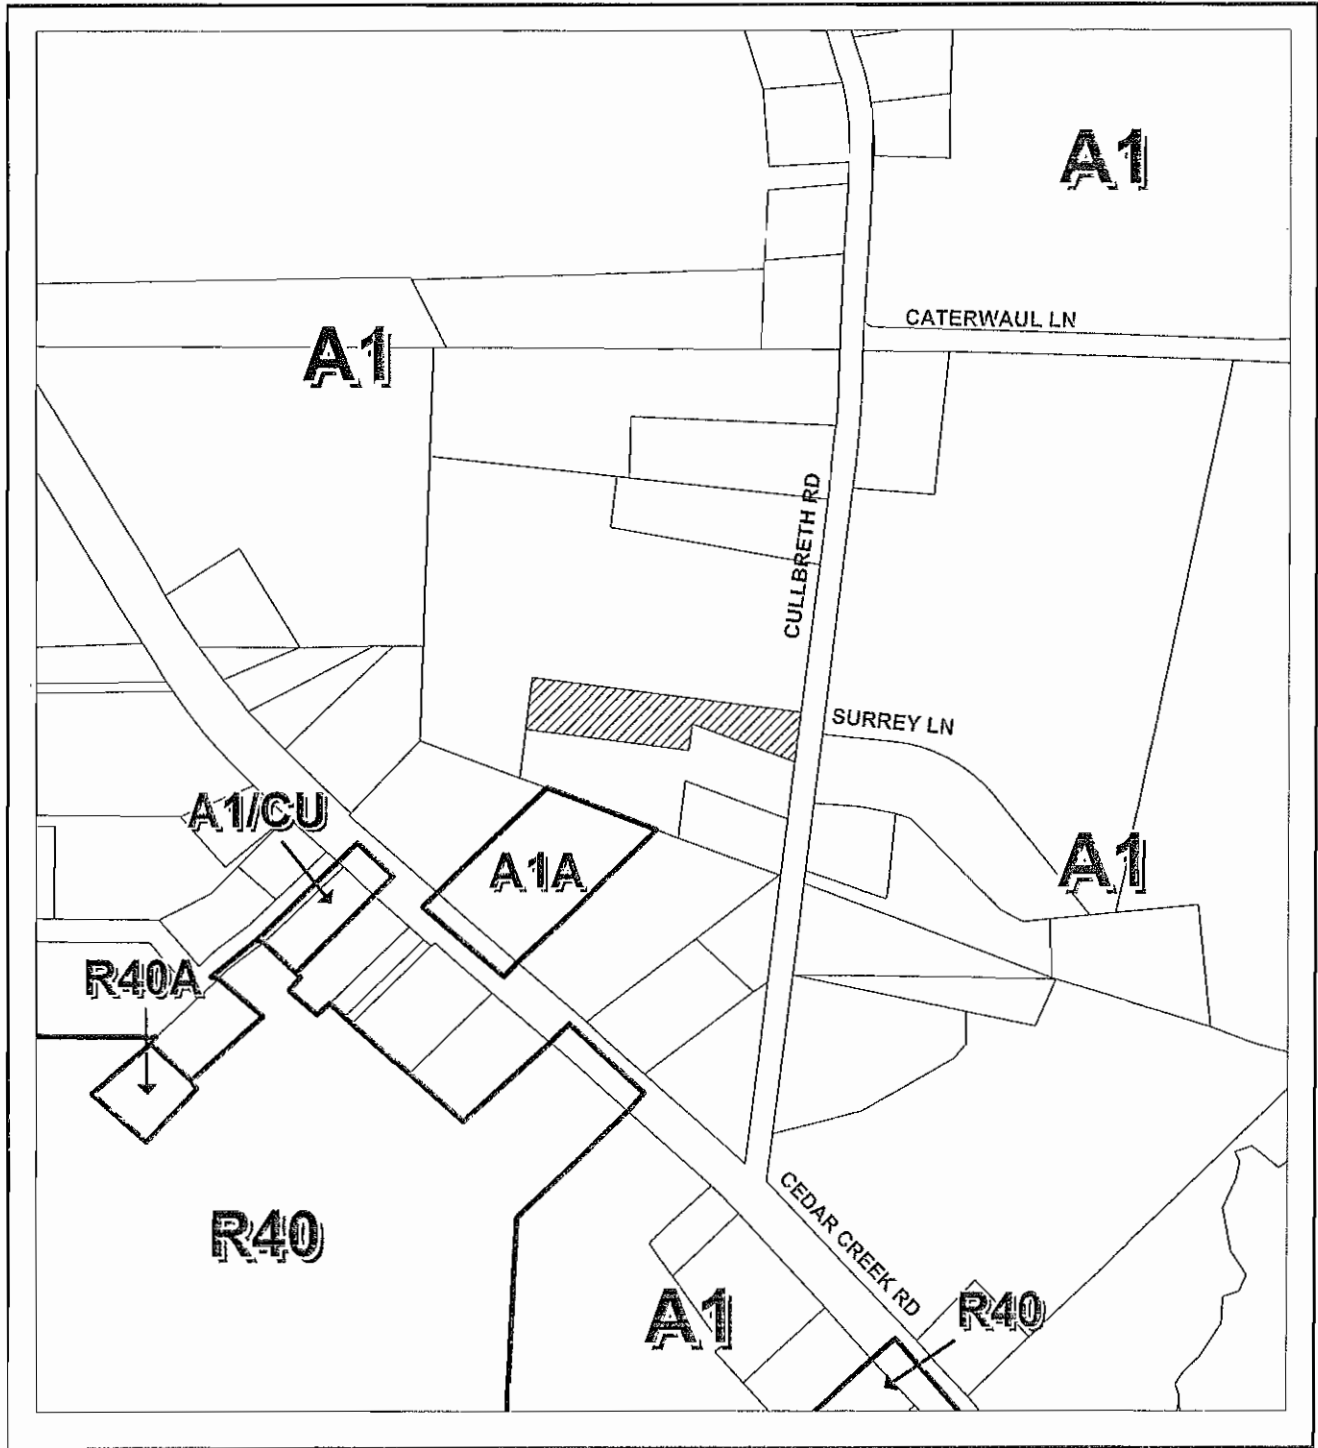 A1
CATERWAUL LN
A1
CULLBRETH RD
SURREY LN
A1/CU
A1A
A1
R40A
CEDAR CREEK RD
R40
A1
R40